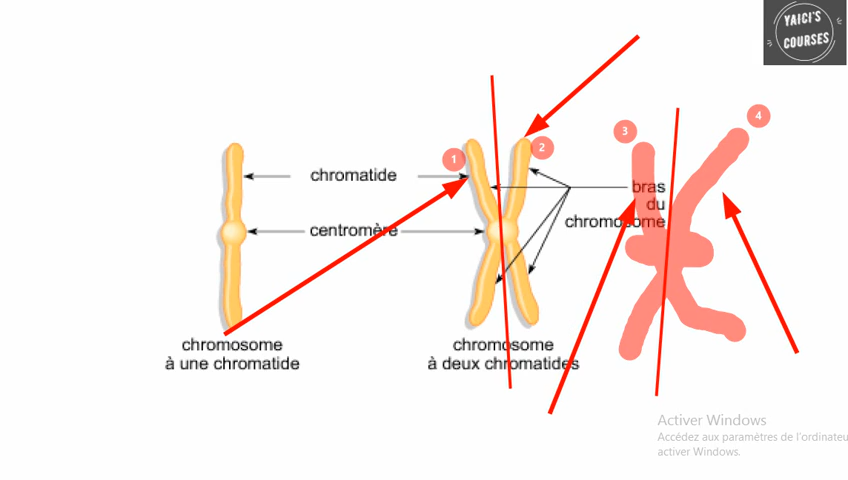 YAICI'S
COURSES
4
3
2
1
chromatide
bras
du
chromosome
centromère
chromosome
à une chromatide
chromosome
à deux chromatides
Activer Windows
Accédez aux paramètres de l'ordinateu
activer Windows.